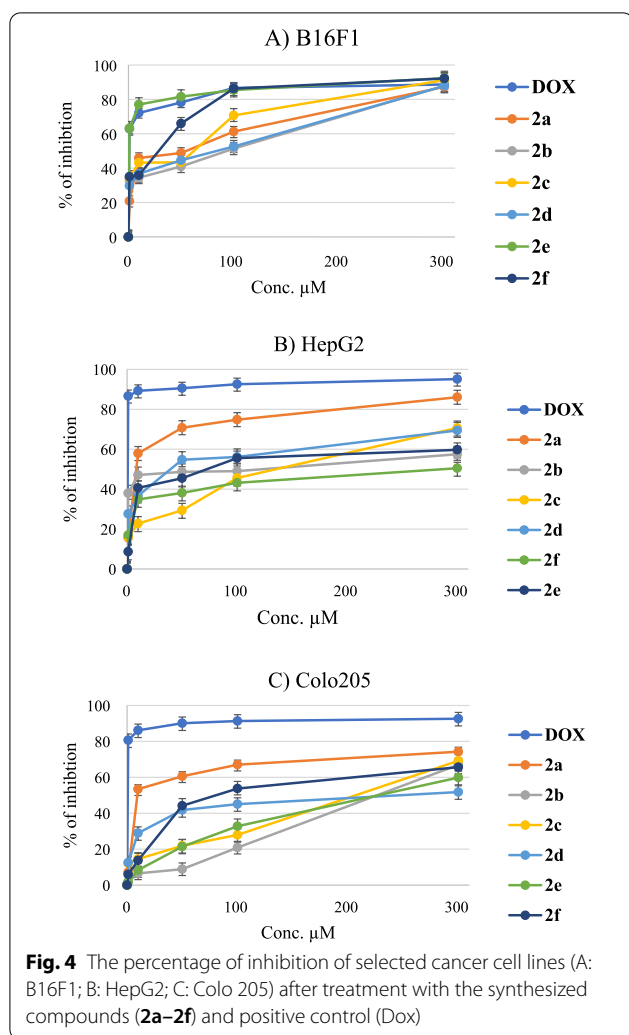 A) B16F1
100
80
60
40
20
0
% of inhibtion
0
100
200
300
Conc. µM
DOX
2a
2b
2c
2d
2e
2f
B) HepG2
100
80
60
40
20
0
% of inhibtion
0
100
200
300
Conc. µM
DOX
2a
2b
2c
2d
2f
2e
C) Colo205
100
80
60
40
20
0
% of inhibtion
0
100
200
300
Conc. µM
DOX
2a
2b
2c
2d
2e
2f
Fig. 4 The percentage of inhibition of selected cancer cell lines (A:
B16F1; B: HepG2; C: Colo 205) after treatment with the synthesized
compounds (2a–2f) and positive control (Dox)